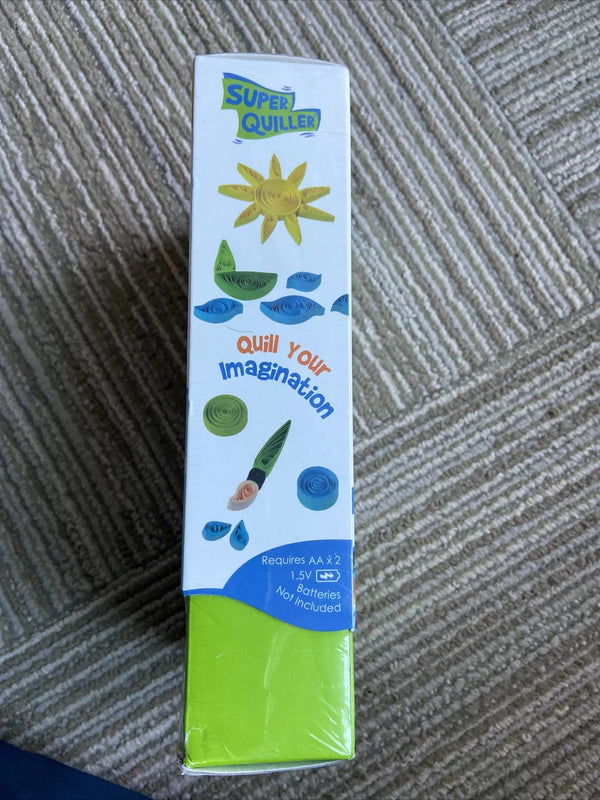 SUPER
QUILLER
Quill Your
Imagination
Requires AA x 2
1.5V
Batteries
Not Included